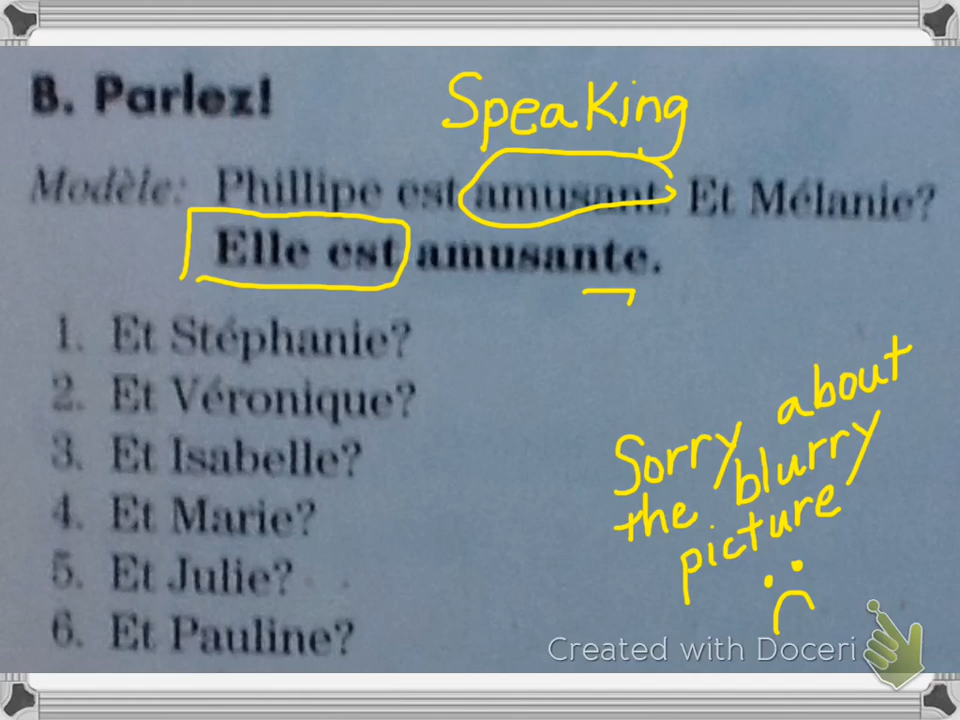 B. Parlez!
Speaking
Modèle: Phillipe est amusant. Et Mélanie?
Elle est amusante.
1. Et Stéphanie?
2. Et Véronique?
3. Et Isabelle?
4. Et Marie?
5. Et Julie?
6. Et Pauline?
Sorry about
the blurry
picture
Created with Doceri